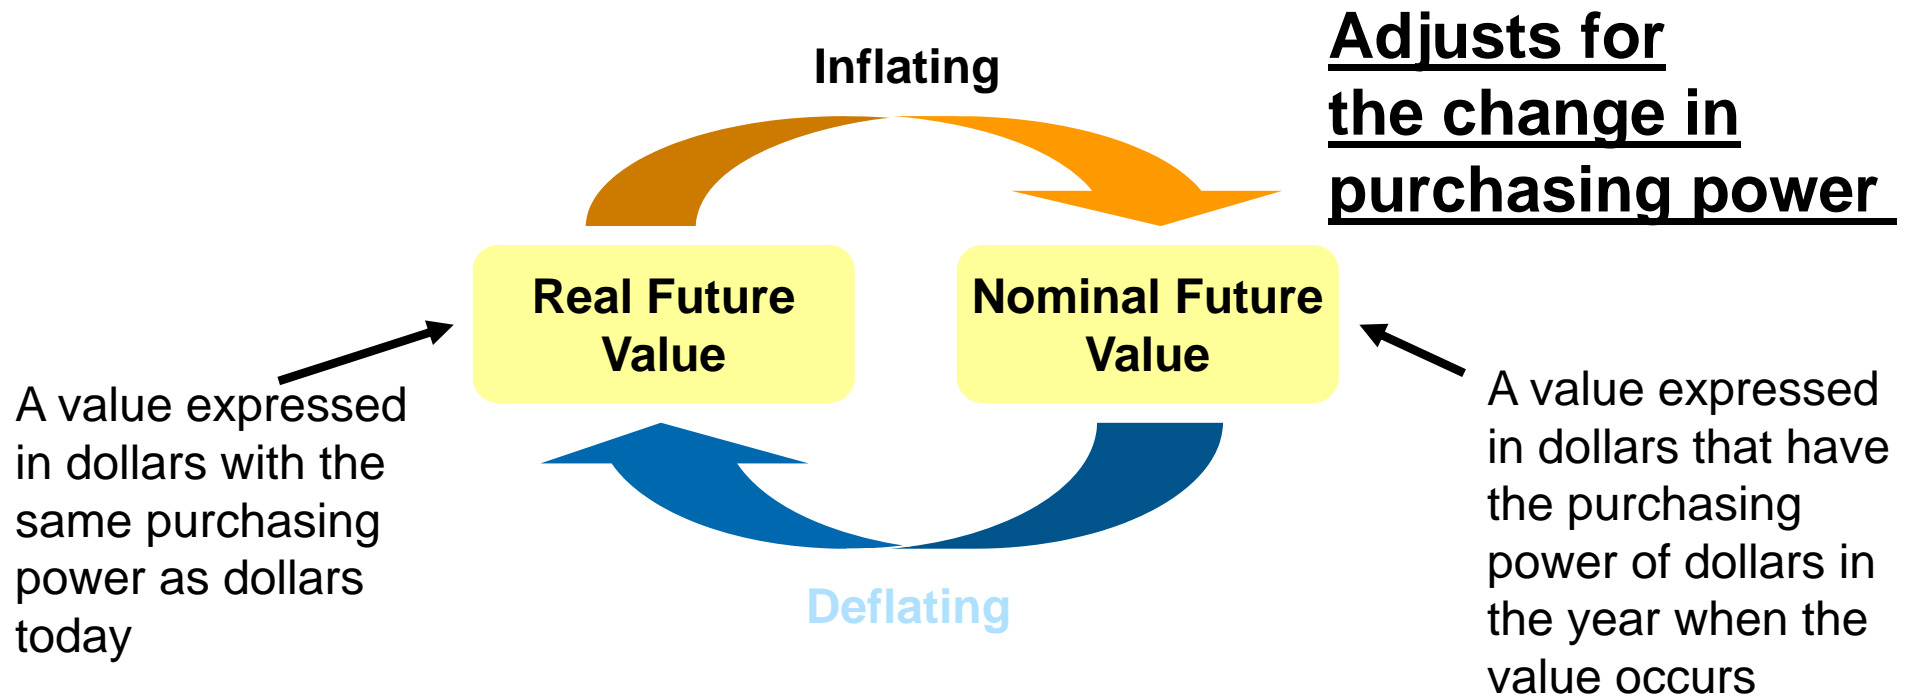 Inflating
Adjusts for
the change in
purchasing power
Real Future
Value
Nominal Future
Value
A value expressed
in dollars with the
same purchasing
power as dollars
today
A value expressed
in dollars that have
the purchasing
power of dollars in
the year when the
value occurs
Deflating